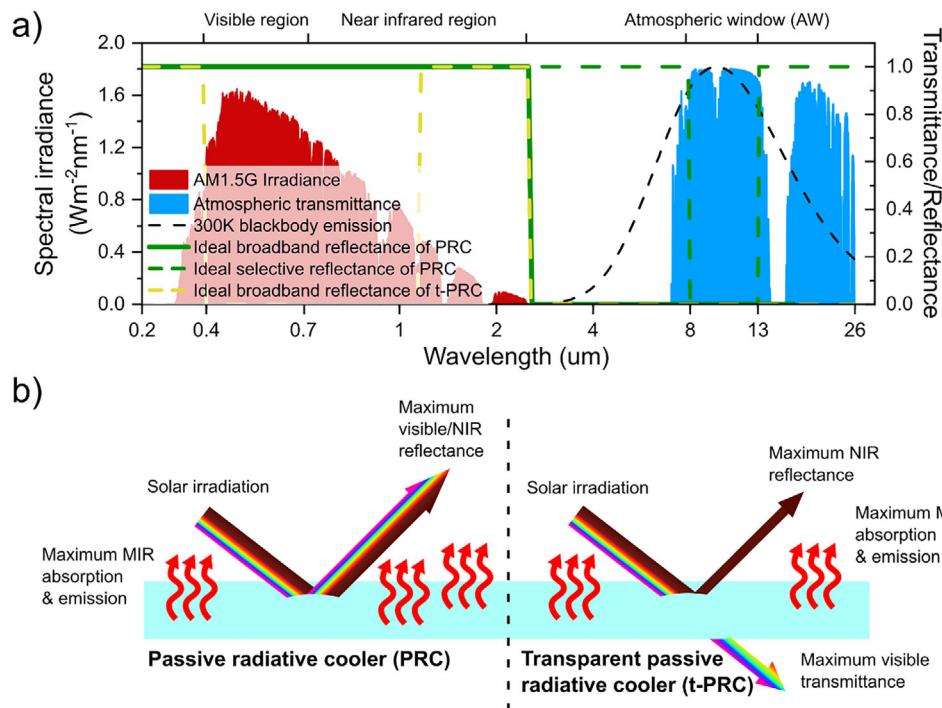 a)
Visible region
Near infrared region
Atmospheric window (AW)
Spectral irradiance
(Wm-2nm-1)
2.0
1.6
1.2
0.8
0.4
0.0
AM1.5G Irradiance
Atmospheric transmittance
300K blackbody emission
Ideal broadband reflectance of PRC
Ideal selective reflectance of PRC
Ideal broadband reflectance of t-PRC
1.0
0.8
0.6
0.4
0.2
0.0
Transmittance/Reflectance
0.2
0.4
0.7
1
2
4
8
13
26
Wavelength (um)
b)
Maximum
visible/NIR
reflectance
Solar irradiation
Maximum MIR
absorption
& emission
Passive radiative cooler (PRC)
Maximum NIR
reflectance
Solar irradiation
Maximum M
absorption
& emission
Transparent passive
radiative cooler (t-PRC)
Maximum visible
transmittance